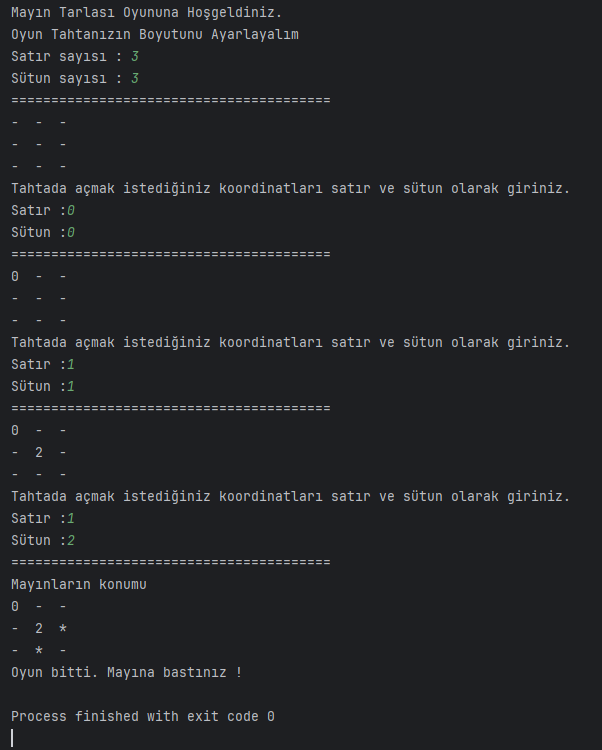 Mayın Tarlası Oyununa Hoşgeldiniz.
Oyun Tahtanızın Boyutunu Ayarlayalım
Satır sayısı : 3
Sütun sayısı : 3
========================================
-  -  -
-  -  -
-  -  -
Tahtada açmak istediğiniz koordinatları satır ve sütun olarak giriniz.
Satır :0
Sütun :0
========================================
0  -  -
-  -  -
-  -  -
Tahtada açmak istediğiniz koordinatları satır ve sütun olarak giriniz.
Satır :1
Sütun :1
========================================
0  -  -
-  2  -
-  -  -
Tahtada açmak istediğiniz koordinatları satır ve sütun olarak giriniz.
Satır :1
Sütun :2
========================================
Mayınların konumu
0  -  -
-  2  *
-  *  -
Oyun bitti. Mayına bastınız !
Process finished with exit code 0